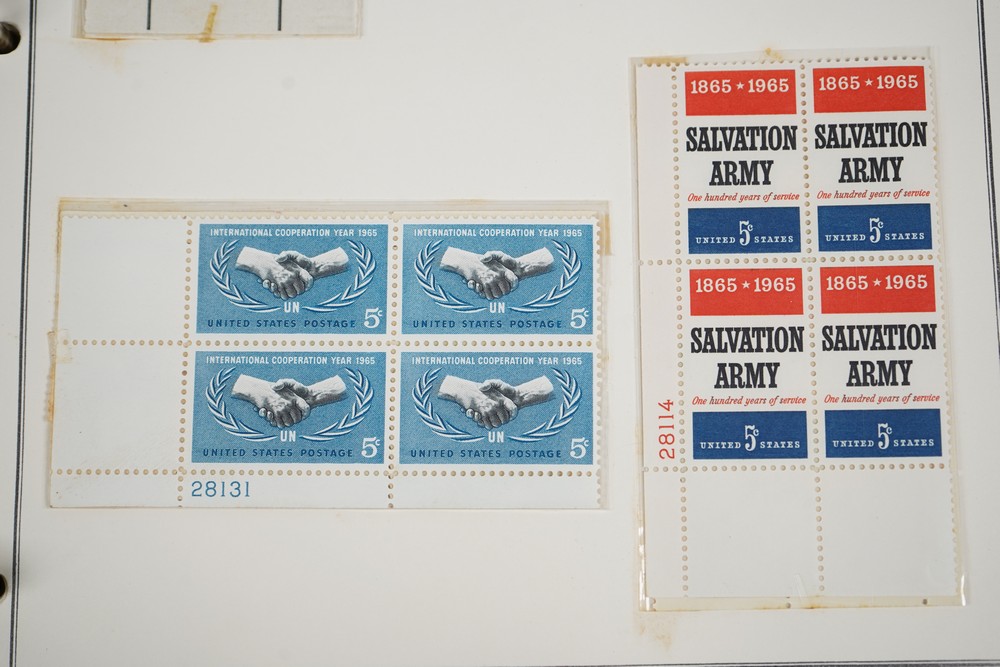 INTERNATIONAL COOPERATION YEAR 1965
UN
UNITED STATES POSTAGE 5c
INTERNATIONAL COOPERATION YEAR 1965
UN
UNITED STATES POSTAGE 5c
INTERNATIONAL COOPERATION YEAR 1965
UN
UNITED STATES POSTAGE 5c
INTERNATIONAL COOPERATION YEAR 1965
UN
UNITED STATES POSTAGE 5c
28131
1865 ★ 1965
SALVATION
ARMY
One hundred years of service
UNITED 5c STATES
1865 ★ 1965
SALVATION
ARMY
One hundred years of service
UNITED 5c STATES
1865 ★ 1965
SALVATION
ARMY
One hundred years of service
UNITED 5c STATES
1865 ★ 1965
SALVATION
ARMY
One hundred years of service
UNITED 5c STATES
28114